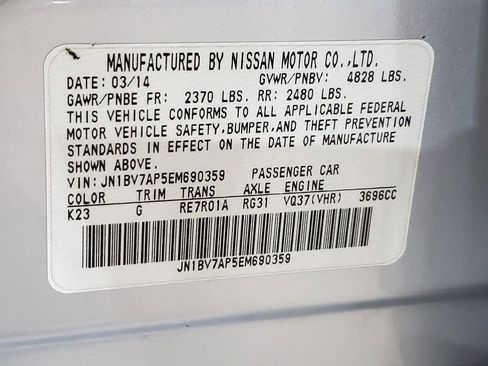 MANUFACTURED BY NISSAN MOTOR CO.,LTD.
DATE: 03/14 GVWR/PNBV: 4828 LBS.
GAWR/PNBE FR: 2370 LBS. RR: 2480 LBS.
THIS VEHICLE CONFORMS TO ALL APPLICABLE FEDERAL
MOTOR VEHICLE SAFETY,BUMPER,AND THEFT PREVENTION
STANDARDS IN EFFECT ON THE DATE OF MANUFACTURE
SHOWN ABOVE.
VIN: JN1BV7AP5EM690359 PASSENGER CAR
COLOR TRIM TRANS AXLE ENGINE
K23 G RE7R01A RG31 VQ37(VHR) 3696CC
JN1BV7AP5EM690359